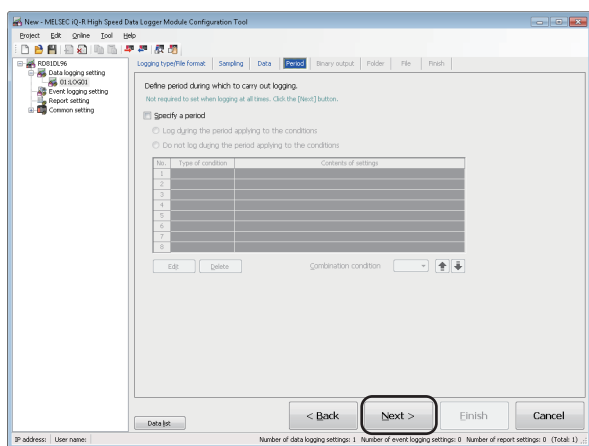 New - MELSEC iQ-R High Speed Data Logger Module Configuration Tool
Project Edit Online Tool Help
RD81DL96
Data logging setting
01:LOG01
Event logging setting
Report setting
Common setting
Logging type/File format Sampling Data Period Binary output Folder File Finish
Define period during which to carry out logging.
Not required to set when logging at all times. Click the [Next] button.
Specify a period
Log during the period applying to the conditions
Do not log during the period applying to the conditions
No. Type of condition Contents of settings
1
2
3
4
5
6
7
8
Edit Delete Combination condition
Data list < Back Next > Finish Cancel
IP address: User name: Number of data logging settings: 1 Number of event logging settings: 0 Number of report settings: 0 (Total: 1)